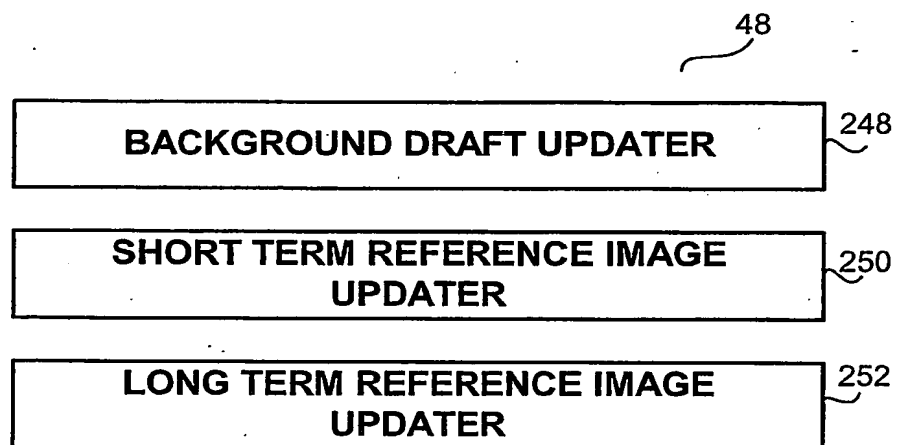 48
BACKGROUND DRAFT UPDATER
248
SHORT TERM REFERENCE IMAGE
UPDATER
250
LONG TERM REFERENCE IMAGE
UPDATER
252